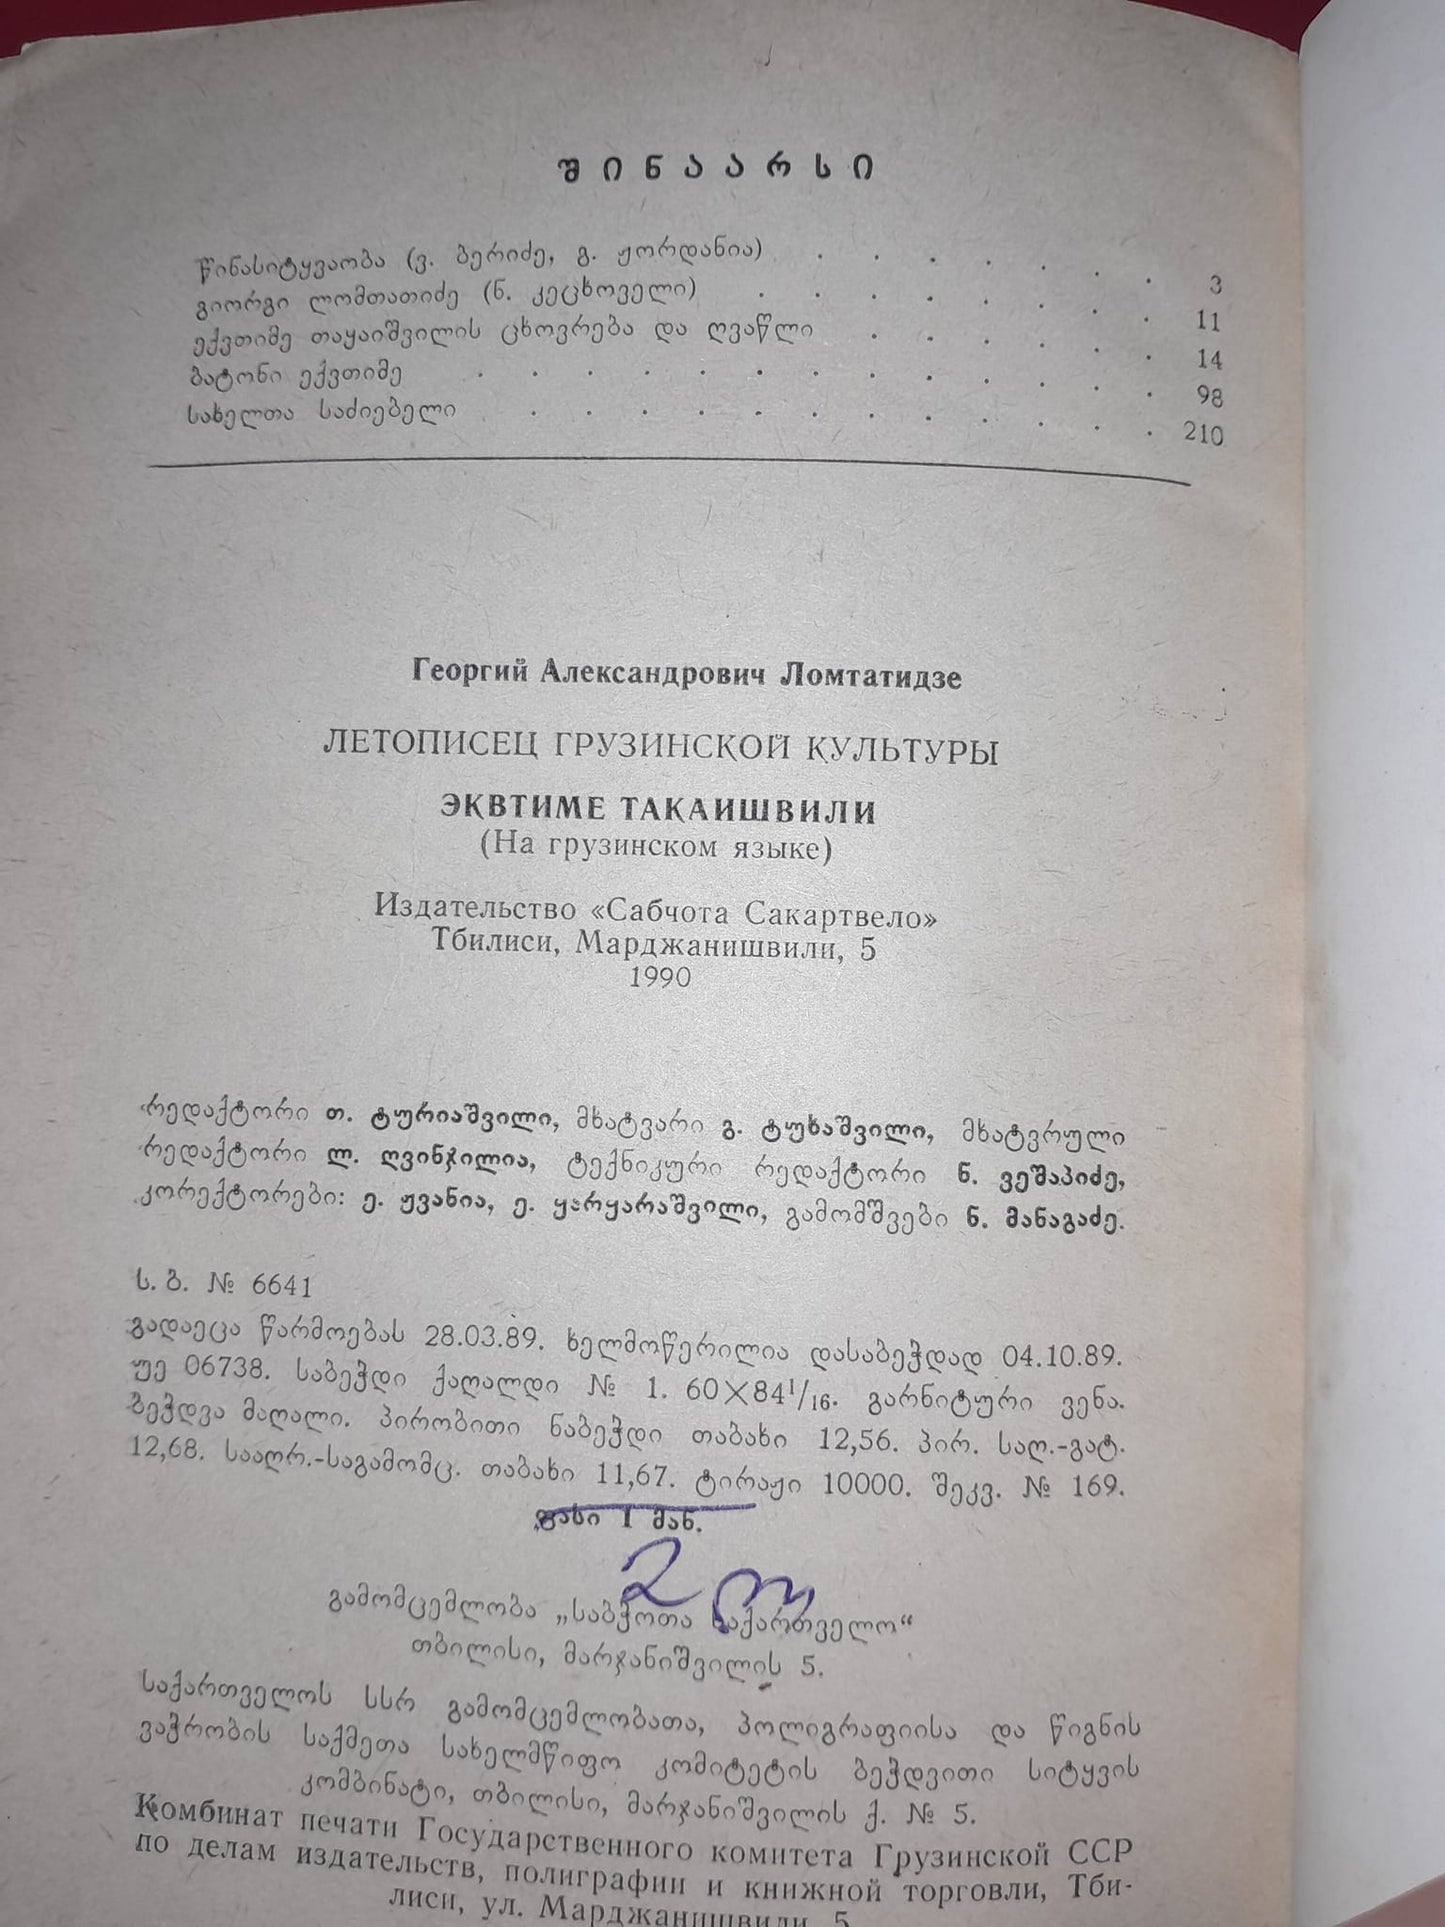 შინაარსი
წინასიტყვაობა (ვ. ბერიძე, გ. ჟორდანია) . . . . . . . 3
გიორგი ლომთათიძე (ნ. კეცხოველი) . . . . . . . . 11
ექვთიმე თაყაიშვილის ცხოვრება და ღვაწლი . . . . . . 14
ბატონი ექვთიმე . . . . . . . . . . . . . 98
სახელთა საძიებელი . . . . . . . . . . . . 210
Георгий Александрович Ломтатидзе
ЛЕТОПИСЕЦ ГРУЗИНСКОЙ КУЛЬТУРЫ
ЭКВТИМЕ ТАКАИШВИЛИ
(На грузинском языке)
Издательство «Сабчота Сакартвело»
Тбилиси, Марджанишвили, 5
1990
რედაქტორი თ. ტურიაშვილი, მხატვარი გ. ტუხაშვილი, მხატვრული
რედაქტორი ლ. ღვინჯილია, ტექნიკური რედაქტორი ნ. ვეშაპიძე,
კორექტორები: ე. ჟვანია, ე. ყარყარაშვილი, გამომშვები ნ. მანაგაძე.
ს. ბ. № 6641
გადაეცა წარმოებას 28.03.89. ხელმოწერილია დასაბეჭდად 04.10.89.
უე 06738. საბეჭდი ქაღალდი № 1. 60×84¹/₁₆. გარნიტური ვენა.
ბეჭდვა მაღალი. პირობითი ნაბეჭდი თაბახი 12,56. პირ. საღ.-გატ.
12,68. სააღრ.-საგამომც. თაბახი 11,67. ტირაჟი 10000. შეკვ. № 169.
ფასი 1 მან.
2 თ
გამომცემლობა „საბჭოთა საქართველო“
თბილისი, მარჯანიშვილის 5.
საქართველოს სსრ გამომცემლობათა, პოლიგრაფიისა და წიგნის
ვაჭრობის საქმეთა სახელმწიფო კომიტეტის ბეჭდვითი სიტყვის
კომბინატი, თბილისი, მარჯანიშვილის ქ. № 5.
Комбинат печати Государственного комитета Грузинской ССР
по делам издательств, полиграфии и книжной торговли, Тби-
лиси, ул. Марджанишвили, 5